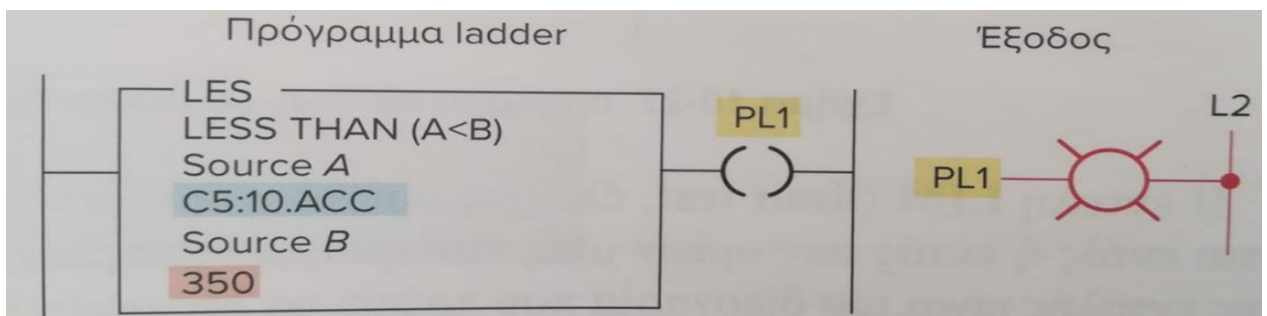 Πρόγραμμα ladder
Έξοδος
LES
LESS THAN (A<B)
Source A
C5:10.ACC
Source B
350
PL1
PL1
L2